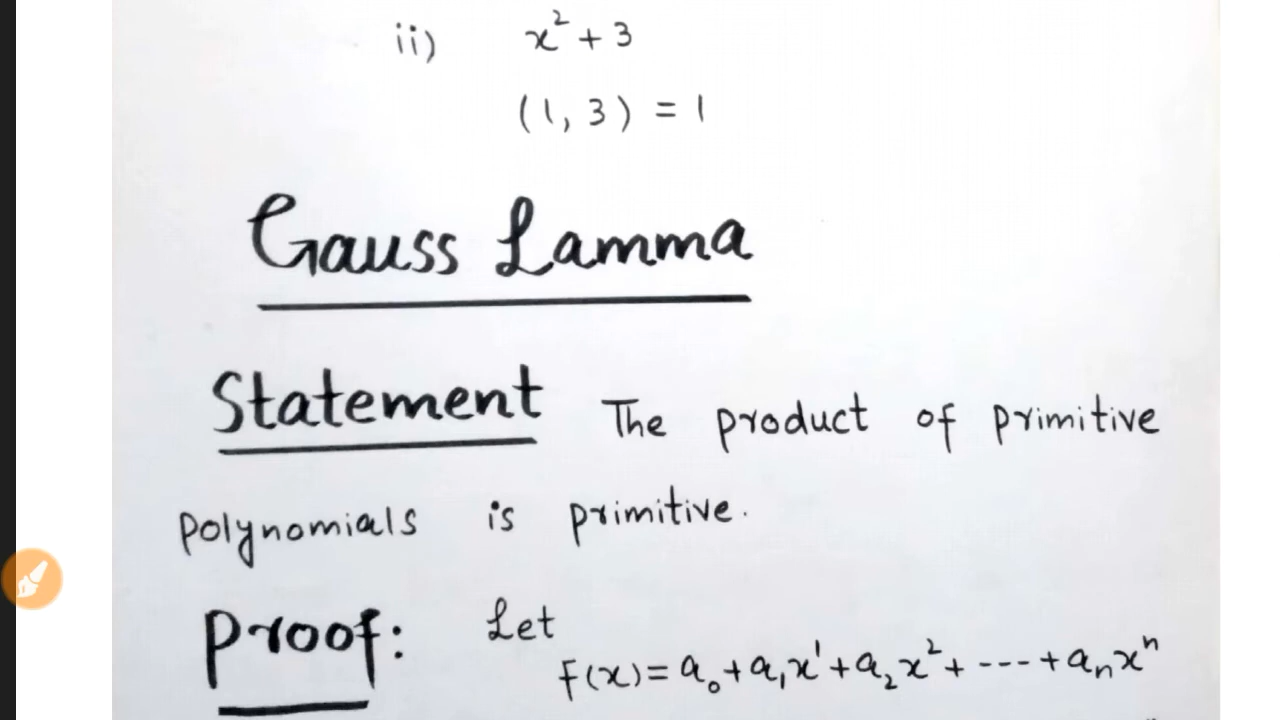 ii) x² + 3
(1, 3) = 1
Gauss Lamma
Statement The product of primitive
polynomials is primitive.
Proof: Let
F(x) = a₀ + a₁x¹ + a₂x² + ---- + aₙxⁿ